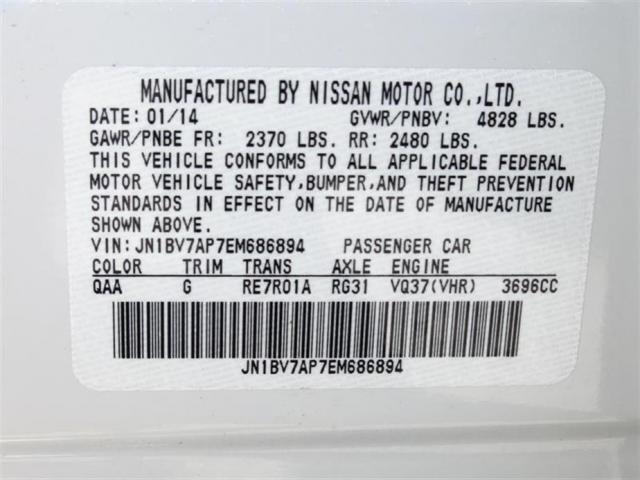 MANUFACTURED BY NISSAN MOTOR CO.,LTD.
DATE: 01/14 GVWR/PNBV: 4828 LBS.
GAWR/PNBE FR: 2370 LBS. RR: 2480 LBS.
THIS VEHICLE CONFORMS TO ALL APPLICABLE FEDERAL
MOTOR VEHICLE SAFETY,BUMPER,AND THEFT PREVENTION
STANDARDS IN EFFECT ON THE DATE OF MANUFACTURE
SHOWN ABOVE.
VIN:JN1BV7AP7EM686894 PASSENGER CAR
COLOR TRIM TRANS AXLE ENGINE
QAA G RE7R01A RG31 VQ37(VHR) 3696CC
JN1BV7AP7EM686894